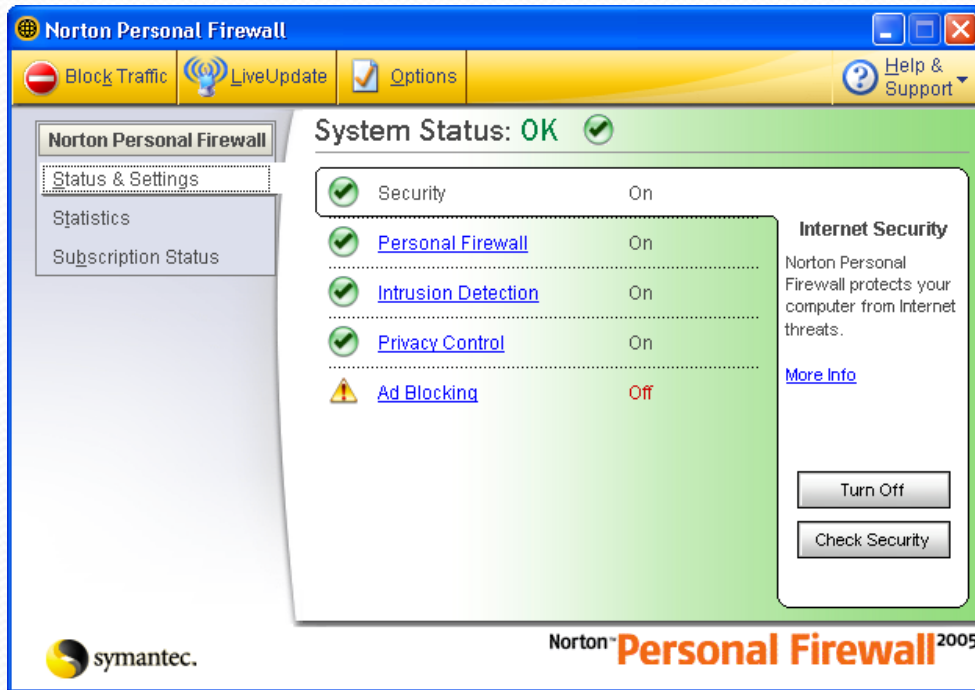 Norton Personal Firewall
Block Traffic LiveUpdate Options Help & Support
Norton Personal Firewall
Status & Settings
Statistics
Subscription Status
System Status: OK
Security On
Personal Firewall On
Intrusion Detection On
Privacy Control On
Ad Blocking Off
Internet Security
Norton Personal
Firewall protects your
computer from Internet
threats.
More Info
Turn Off
Check Security
symantec.
Norton™ Personal Firewall 2005